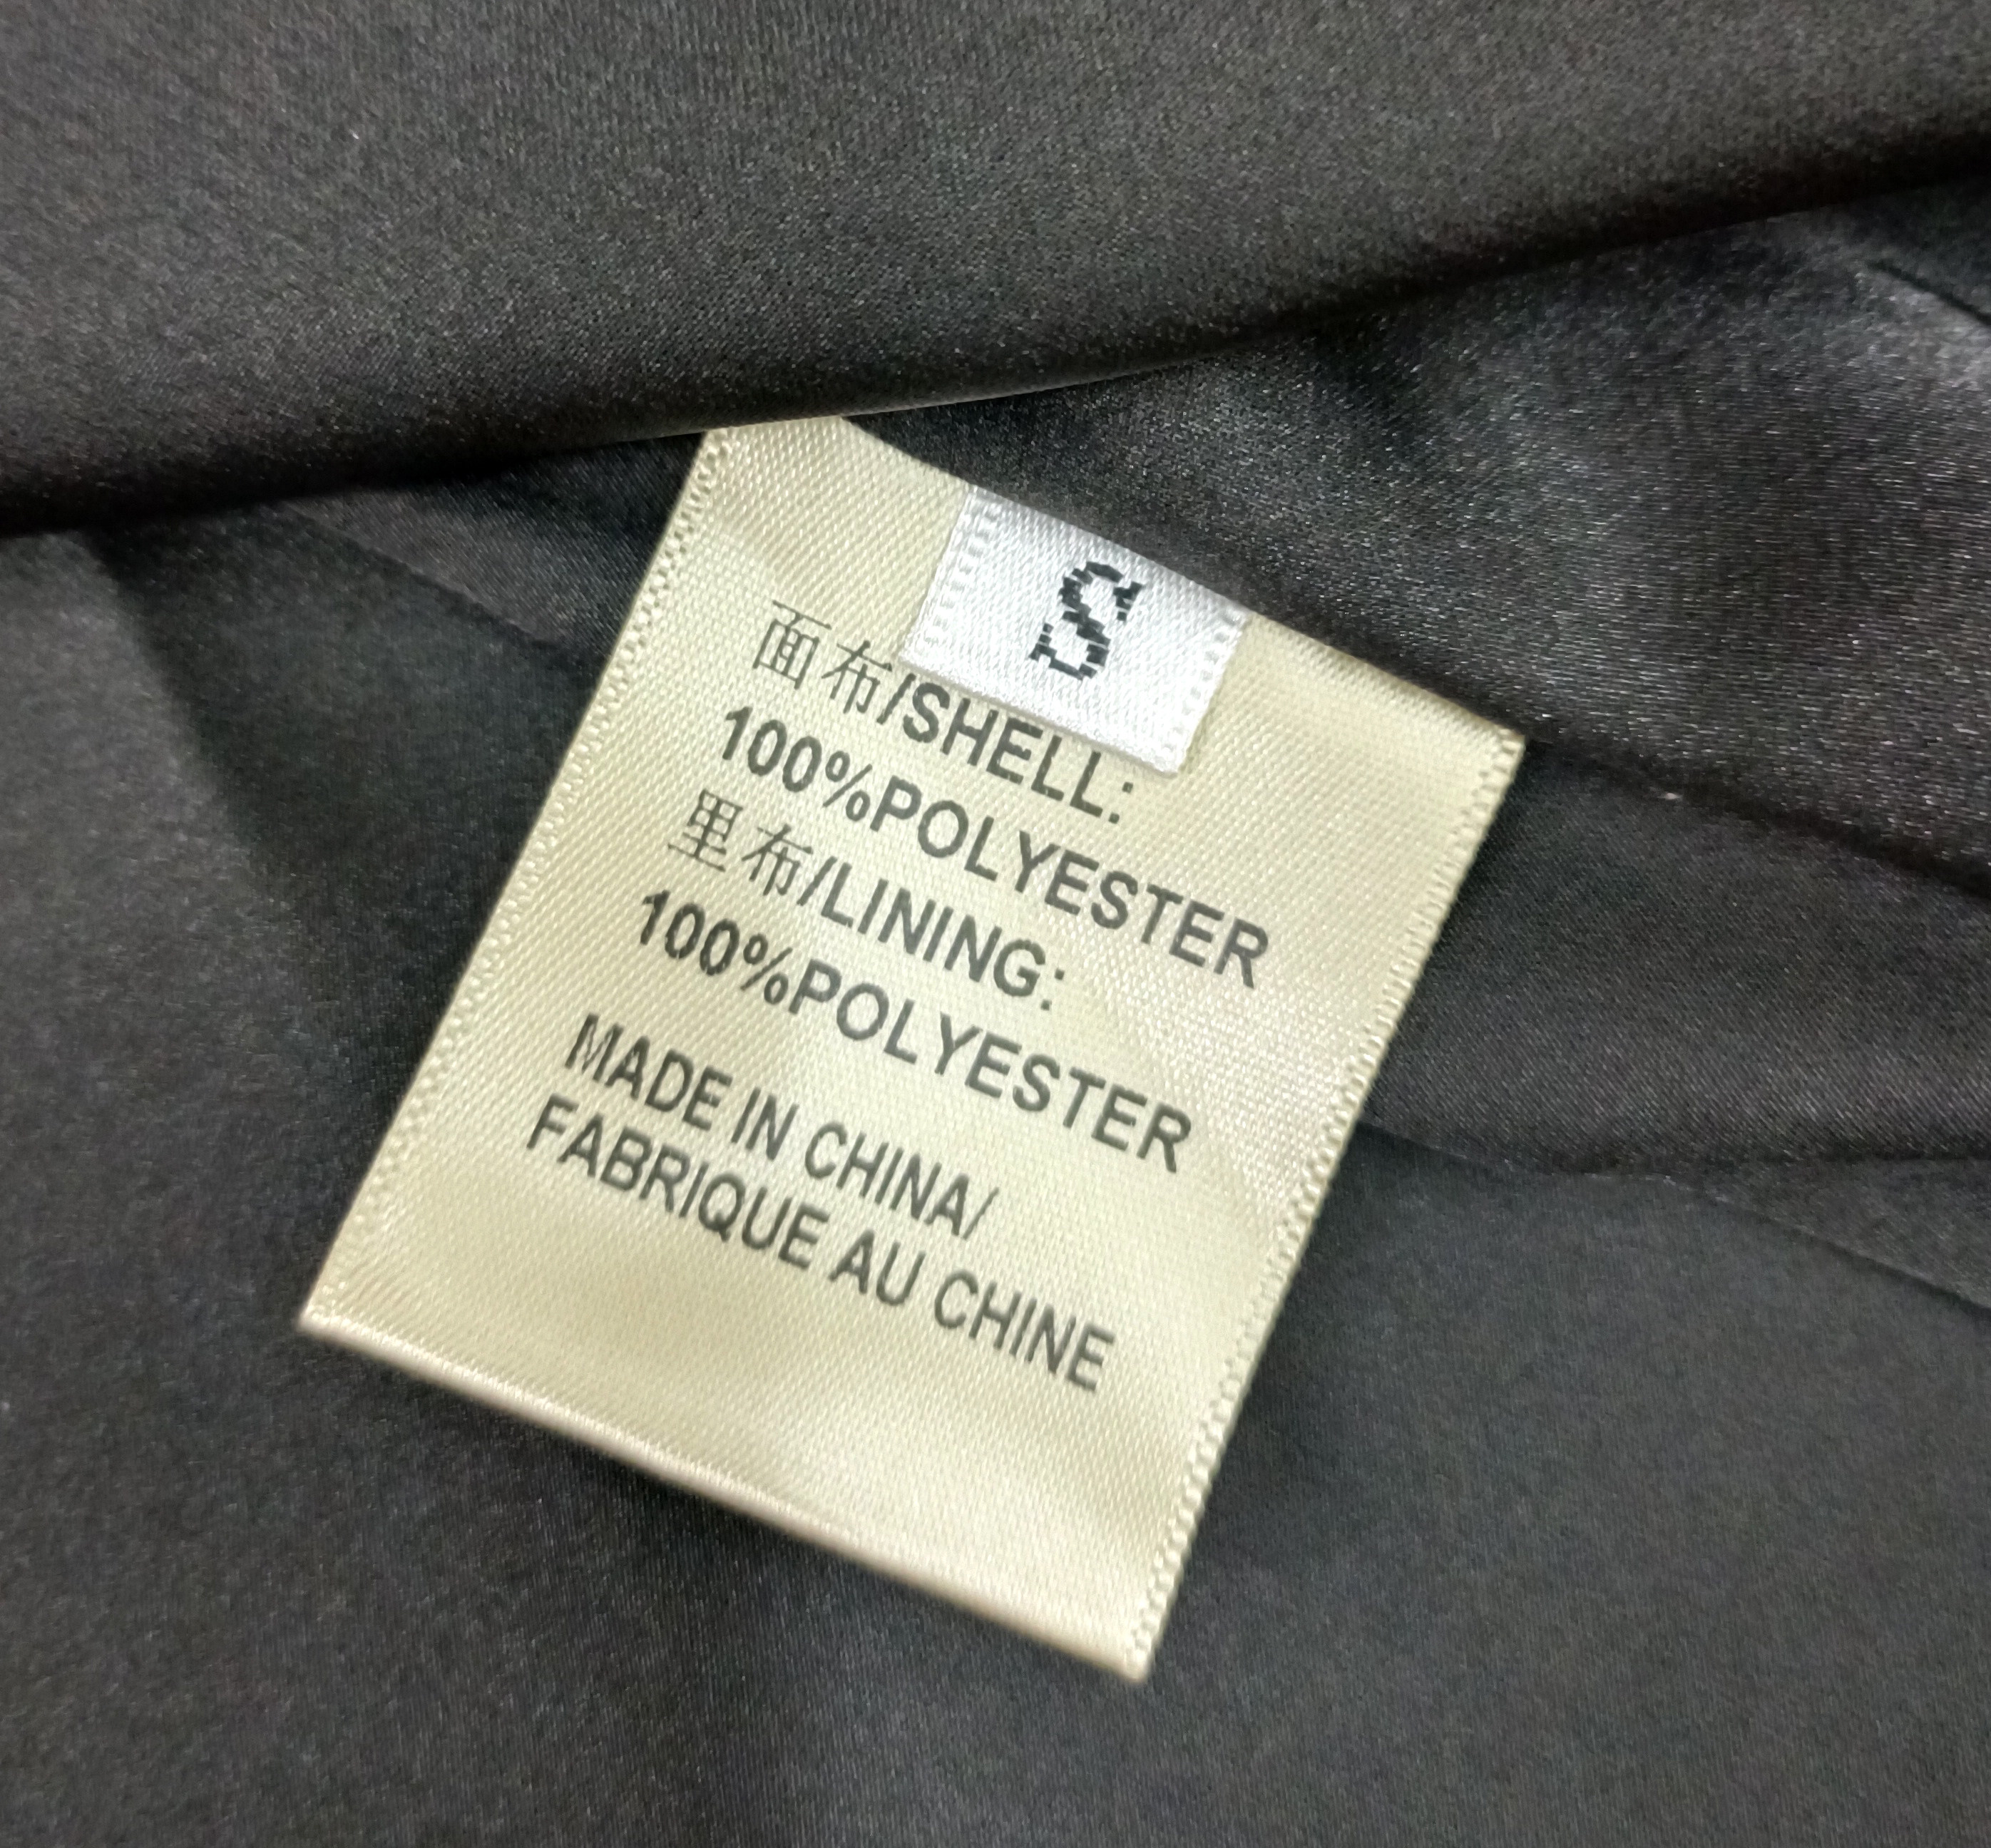 S
面布/SHELL:
100%POLYESTER
里布/LINING:
100%POLYESTER
MADE IN CHINA/
FABRIQUE AU CHINE